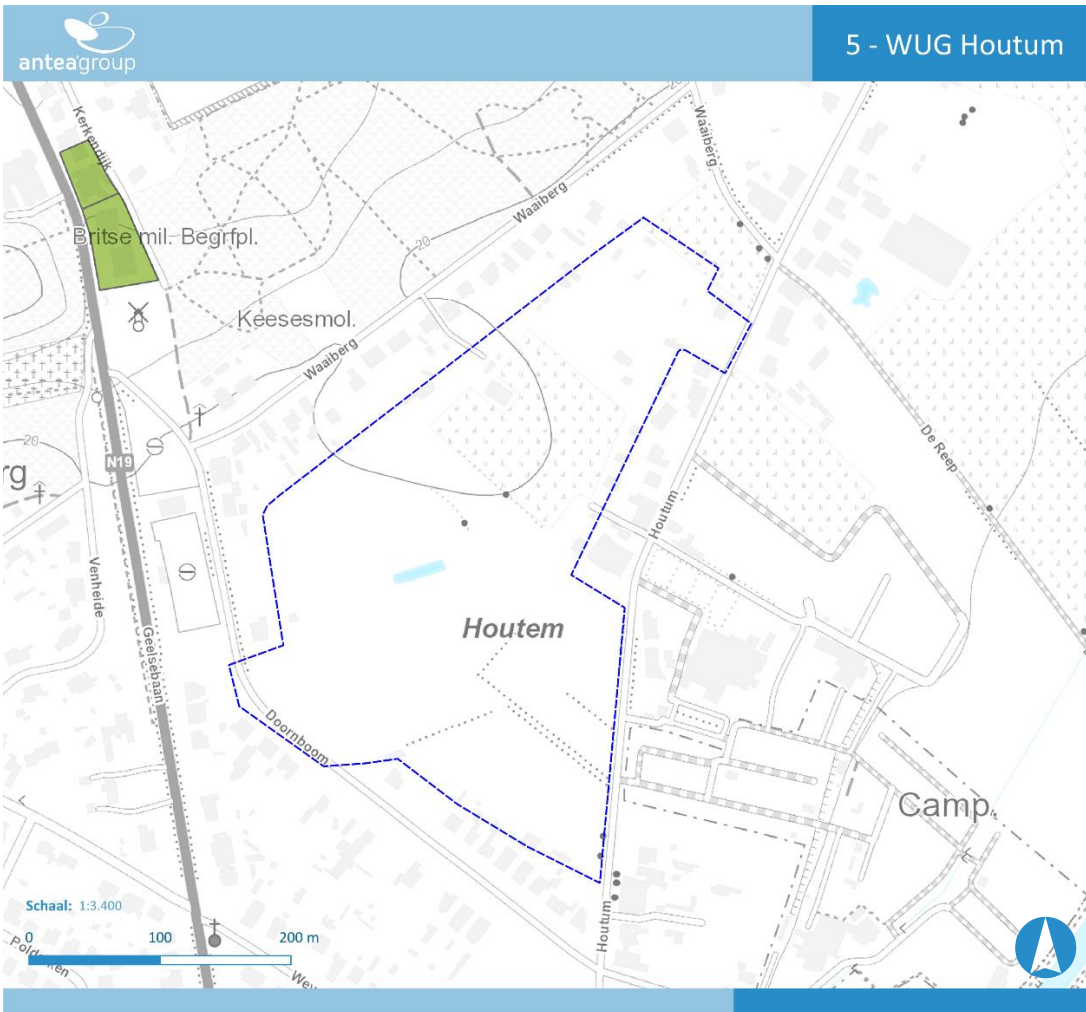 anteagroup
5 - WUG Houtum
Kerkendijk
20
Waaiberg
Waaiberg
Britse mil. Begrfpl.
20
Keesesmol.
Waaiberg
20
rg
N19
De Reep
Houtum
Venheide
Geelsebaan
Houtem
Doornboom
Camp.
Schaal: 1:3.400
0 100 200 m
Houtum